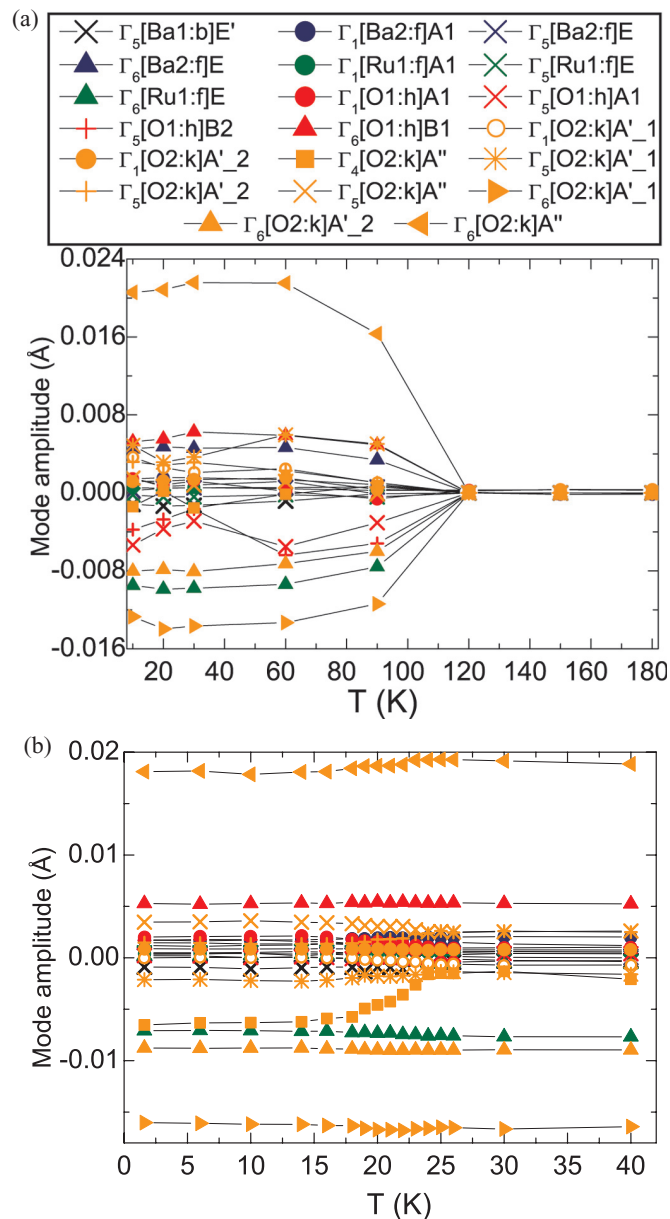 (a)
Γ5[Ba1:b]E' Γ1[Ba2:f]A1 Γ5[Ba2:f]E
Γ6[Ba2:f]E Γ1[Ru1:f]A1 Γ5[Ru1:f]E
Γ6[Ru1:f]E Γ1[O1:h]A1 Γ5[O1:h]A1
Γ5[O1:h]B2 Γ6[O1:h]B1 Γ1[O2:k]A'_1
Γ1[O2:k]A'_2 Γ4[O2:k]A" Γ5[O2:k]A'_1
Γ5[O2:k]A'_2 Γ5[O2:k]A" Γ6[O2:k]A'_1
Γ6[O2:k]A'_2 Γ6[O2:k]A"
0.024
0.016
0.008
0.000
-0.008
-0.016
Mode amplitude (Å)
20 40 60 80 100 120 140 160 180
T (K)
(b)
0.02
0.01
0.00
-0.01
Mode amplitude (Å)
0 5 10 15 20 25 30 35 40
T (K)